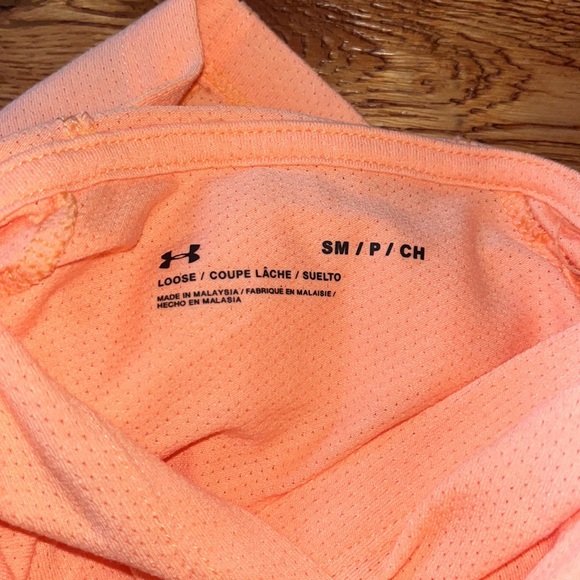 SM / P / CH
LOOSE / COUPE LÂCHE / SUELTO
MADE IN MALAYSIA / FABRIQUÉ EN MALAISIE /
HECHO EN MALASIA